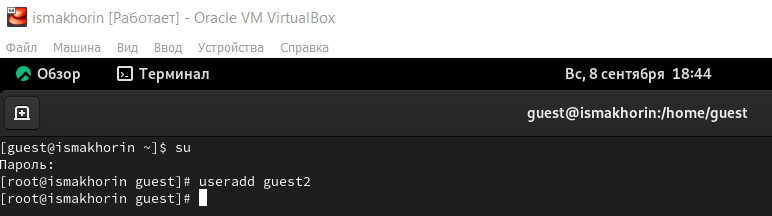 ismakhorin [Работает] - Oracle VM VirtualBox
Файл Машина Вид Ввод Устройства Справка
Обзор Терминал Вс, 8 сентября 18:44
guest@ismakhorin:/home/guest
[guest@ismakhorin ~]$ su
Пароль:
[root@ismakhorin guest]# useradd guest2
[root@ismakhorin guest]#